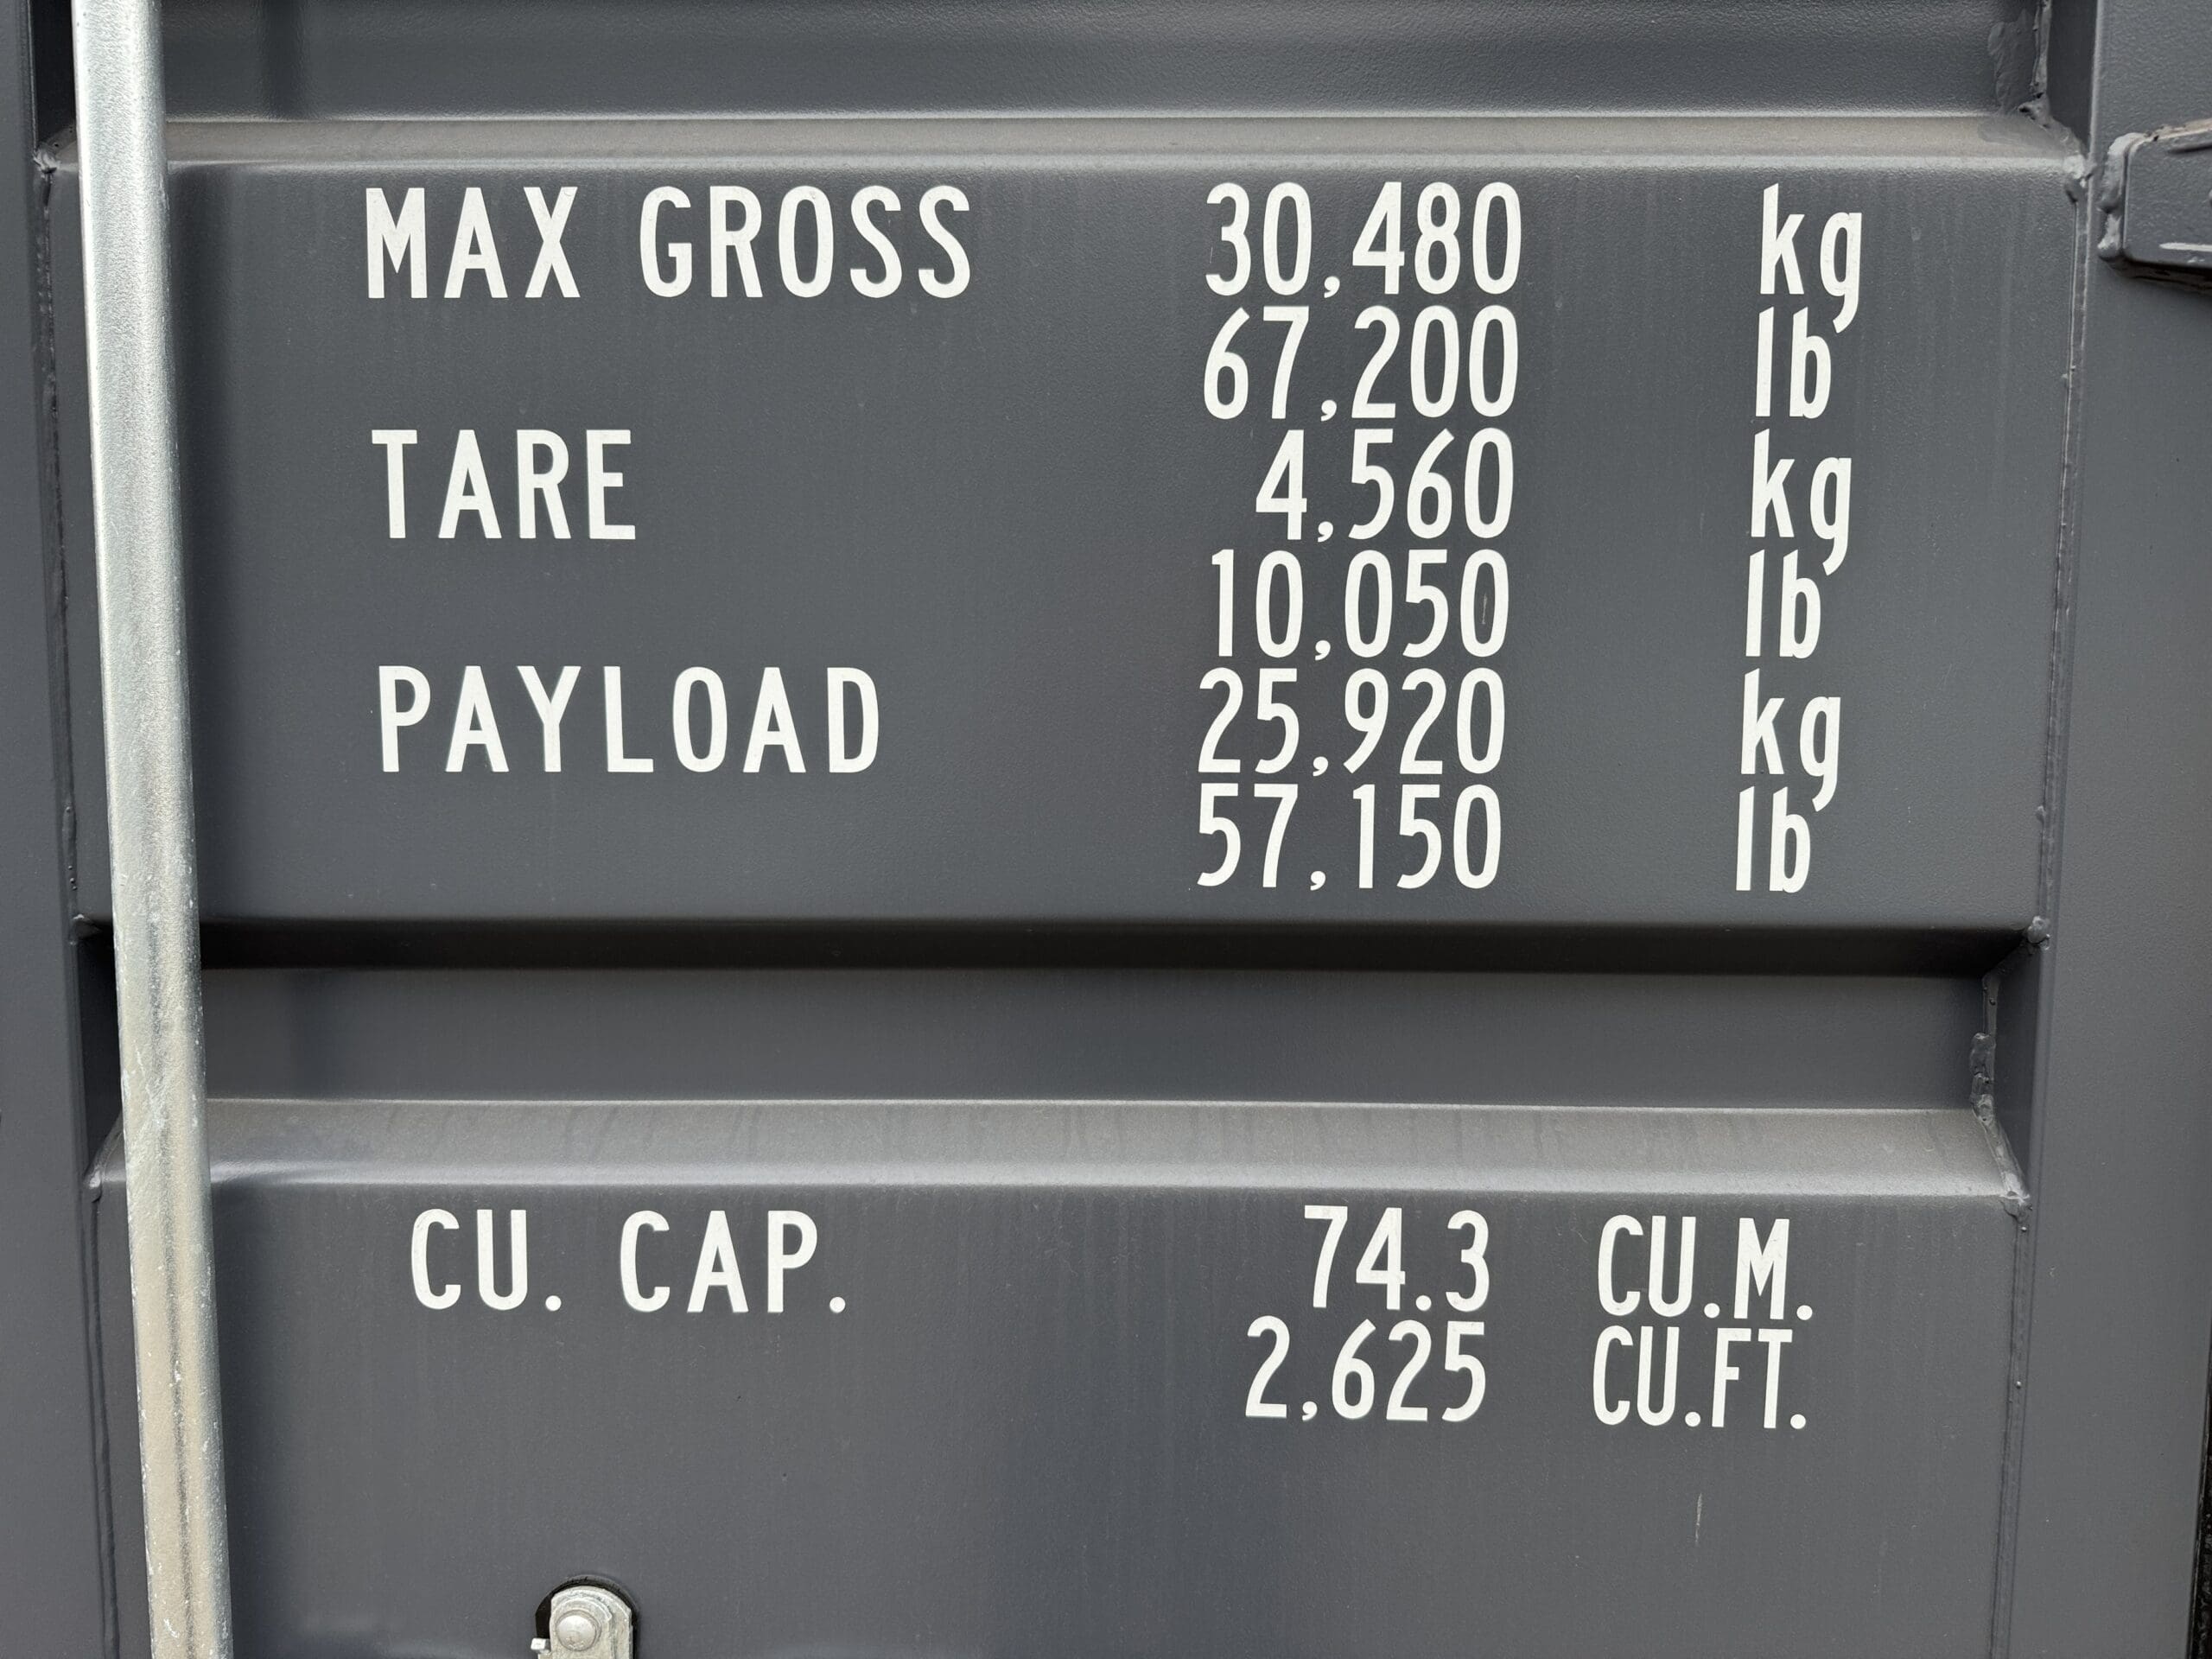 MAX GROSS 30,480 kg
67,200 lb
TARE 4,560 kg
10,050 lb
PAYLOAD 25,920 kg
57,150 lb
CU. CAP. 74.3 CU.M.
2,625 CU.FT.